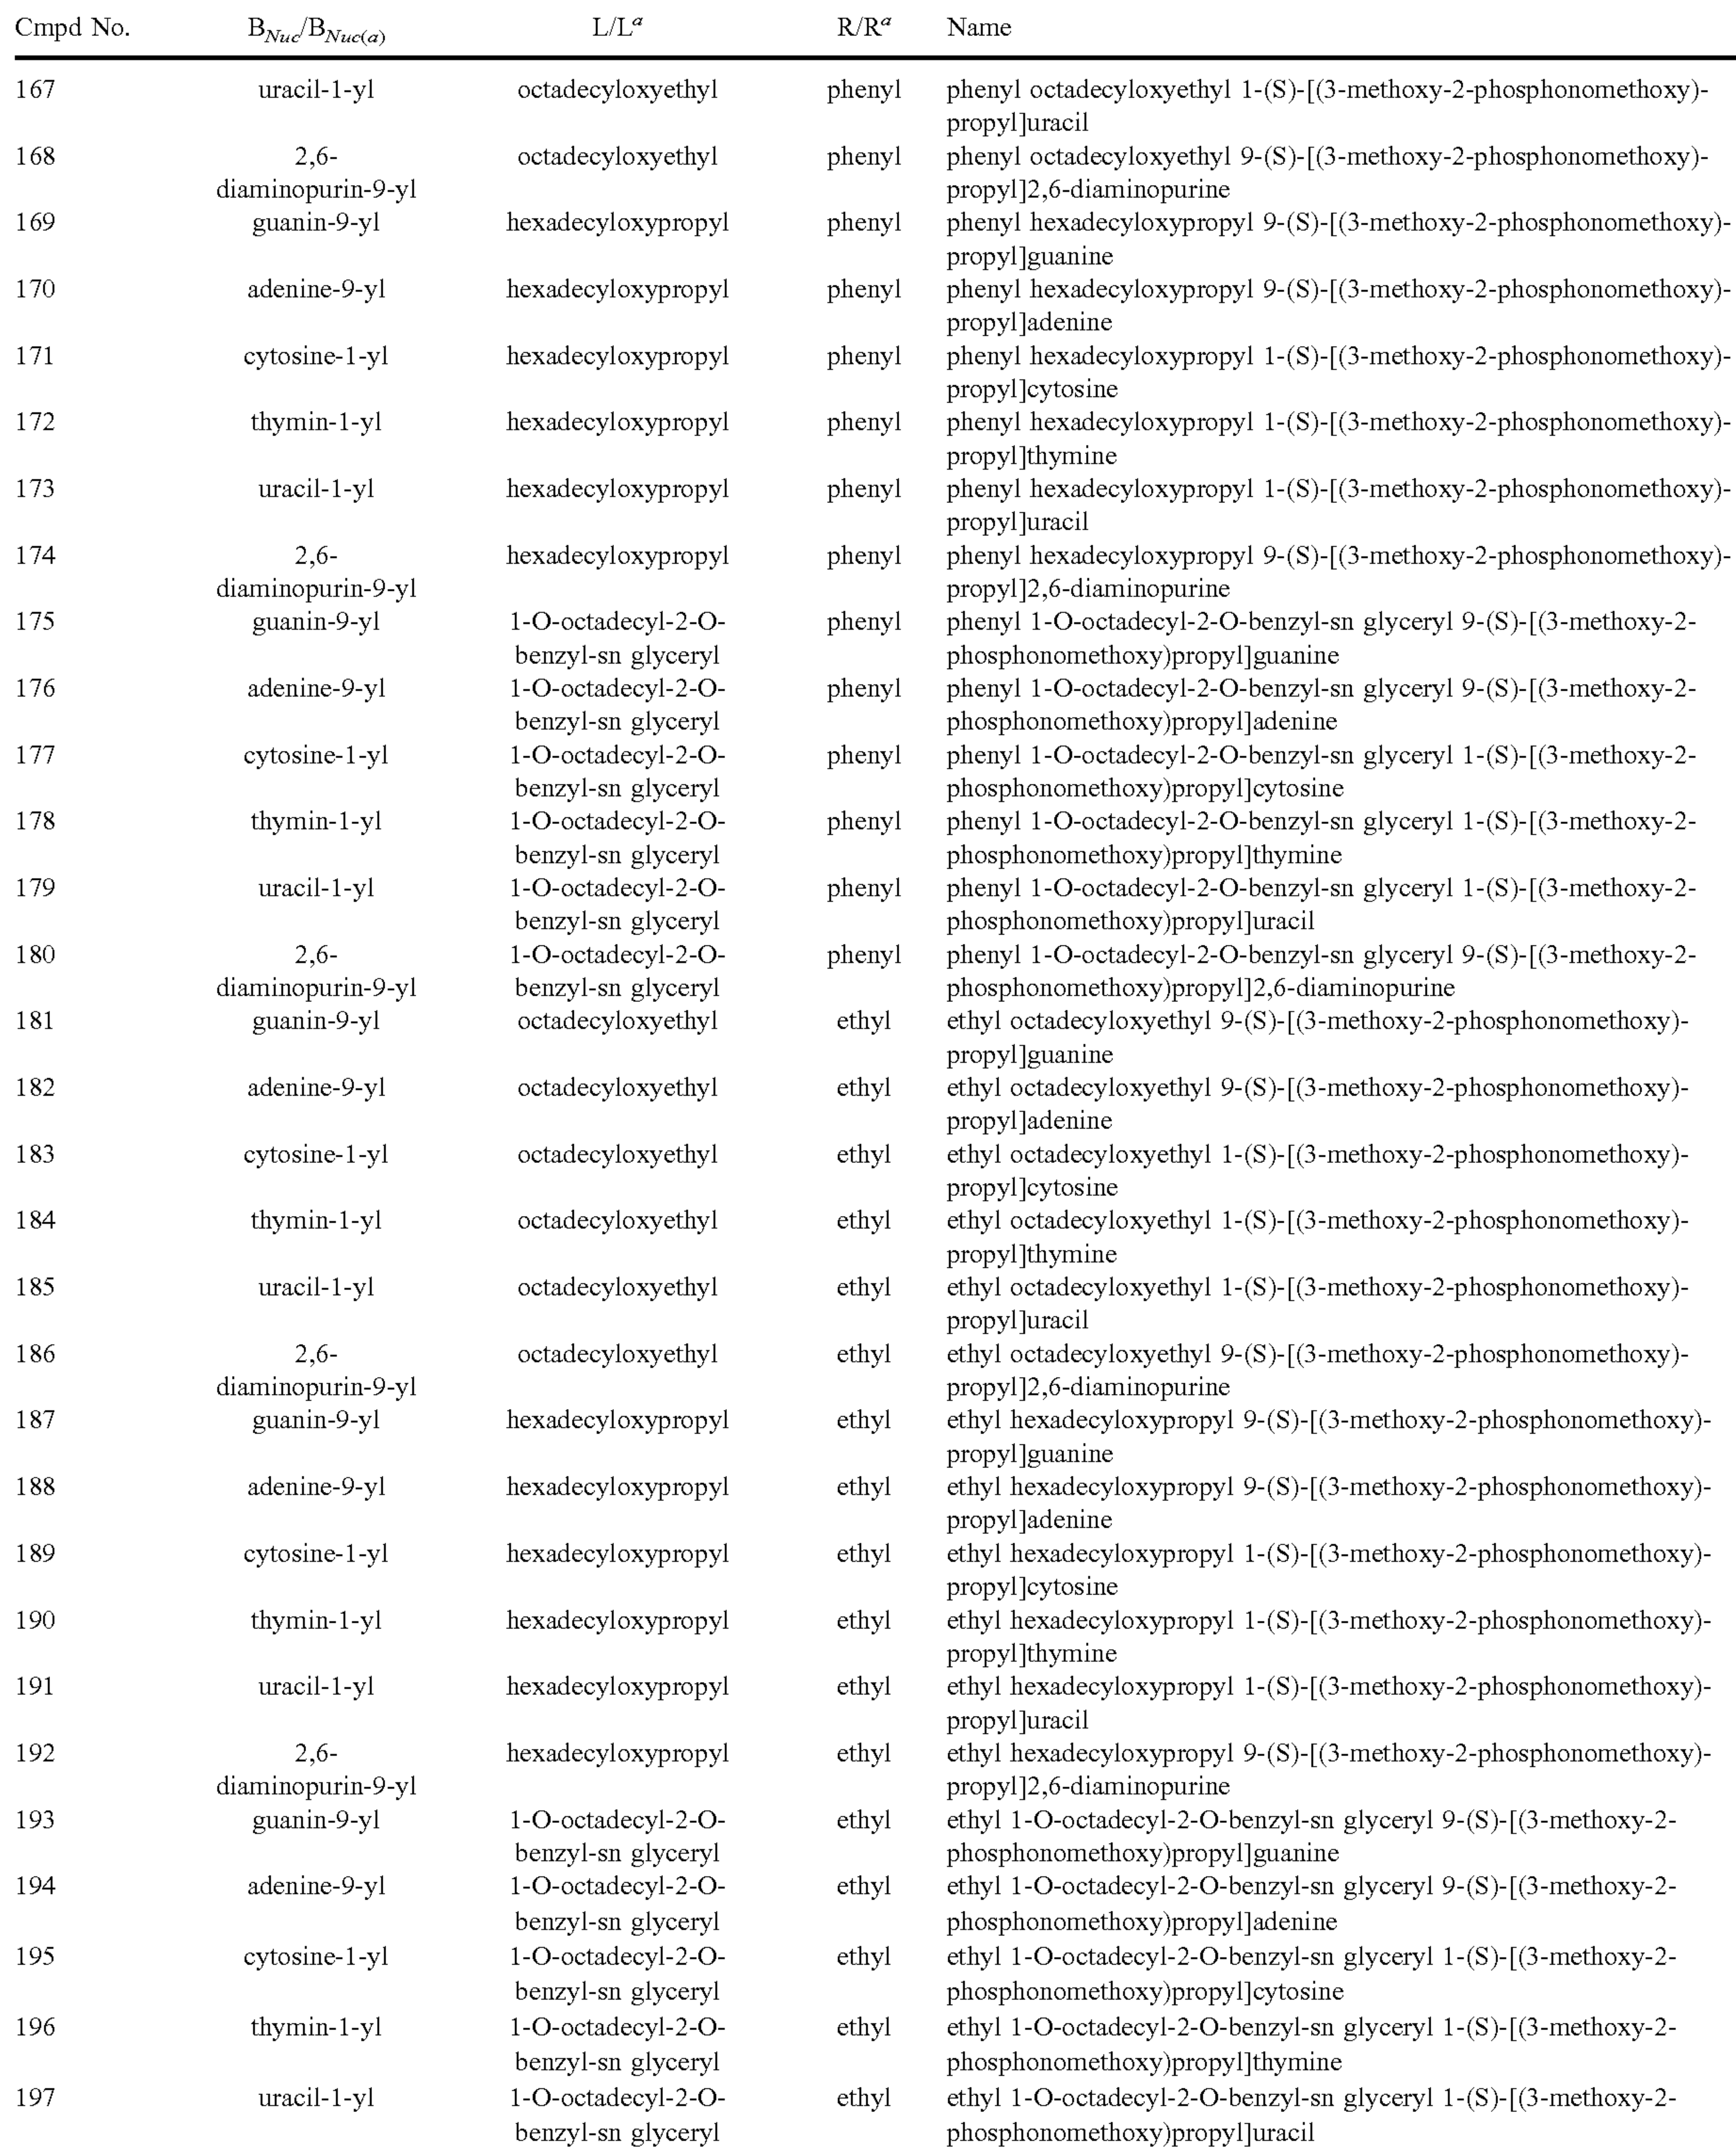 Cmpd No. B_Nuc/B_Nuc(a) L/L^a R/R^a Name
167 uracil-1-yl octadecyloxyethyl phenyl phenyl octadecyloxyethyl 1-(S)-[(3-methoxy-2-phosphonomethoxy)-
propyl]uracil
168 2,6- octadecyloxyethyl phenyl phenyl octadecyloxyethyl 9-(S)-[(3-methoxy-2-phosphonomethoxy)-
diaminopurin-9-yl propyl]2,6-diaminopurine
169 guanin-9-yl hexadecyloxypropyl phenyl phenyl hexadecyloxypropyl 9-(S)-[(3-methoxy-2-phosphonomethoxy)-
propyl]guanine
170 adenine-9-yl hexadecyloxypropyl phenyl phenyl hexadecyloxypropyl 9-(S)-[(3-methoxy-2-phosphonomethoxy)-
propyl]adenine
171 cytosine-1-yl hexadecyloxypropyl phenyl phenyl hexadecyloxypropyl 1-(S)-[(3-methoxy-2-phosphonomethoxy)-
propyl]cytosine
172 thymin-1-yl hexadecyloxypropyl phenyl phenyl hexadecyloxypropyl 1-(S)-[(3-methoxy-2-phosphonomethoxy)-
propyl]thymine
173 uracil-1-yl hexadecyloxypropyl phenyl phenyl hexadecyloxypropyl 1-(S)-[(3-methoxy-2-phosphonomethoxy)-
propyl]uracil
174 2,6- hexadecyloxypropyl phenyl phenyl hexadecyloxypropyl 9-(S)-[(3-methoxy-2-phosphonomethoxy)-
diaminopurin-9-yl propyl]2,6-diaminopurine
175 guanin-9-yl 1-O-octadecyl-2-O- phenyl phenyl 1-O-octadecyl-2-O-benzyl-sn glyceryl 9-(S)-[(3-methoxy-2-
benzyl-sn glyceryl phosphonomethoxy)propyl]guanine
176 adenine-9-yl 1-O-octadecyl-2-O- phenyl phenyl 1-O-octadecyl-2-O-benzyl-sn glyceryl 9-(S)-[(3-methoxy-2-
benzyl-sn glyceryl phosphonomethoxy)propyl]adenine
177 cytosine-1-yl 1-O-octadecyl-2-O- phenyl phenyl 1-O-octadecyl-2-O-benzyl-sn glyceryl 1-(S)-[(3-methoxy-2-
benzyl-sn glyceryl phosphonomethoxy)propyl]cytosine
178 thymin-1-yl 1-O-octadecyl-2-O- phenyl phenyl 1-O-octadecyl-2-O-benzyl-sn glyceryl 1-(S)-[(3-methoxy-2-
benzyl-sn glyceryl phosphonomethoxy)propyl]thymine
179 uracil-1-yl 1-O-octadecyl-2-O- phenyl phenyl 1-O-octadecyl-2-O-benzyl-sn glyceryl 1-(S)-[(3-methoxy-2-
benzyl-sn glyceryl phosphonomethoxy)propyl]uracil
180 2,6- 1-O-octadecyl-2-O- phenyl phenyl 1-O-octadecyl-2-O-benzyl-sn glyceryl 9-(S)-[(3-methoxy-2-
diaminopurin-9-yl benzyl-sn glyceryl phosphonomethoxy)propyl]2,6-diaminopurine
181 guanin-9-yl octadecyloxyethyl ethyl ethyl octadecyloxyethyl 9-(S)-[(3-methoxy-2-phosphonomethoxy)-
propyl]guanine
182 adenine-9-yl octadecyloxyethyl ethyl ethyl octadecyloxyethyl 9-(S)-[(3-methoxy-2-phosphonomethoxy)-
propyl]adenine
183 cytosine-1-yl octadecyloxyethyl ethyl ethyl octadecyloxyethyl 1-(S)-[(3-methoxy-2-phosphonomethoxy)-
propyl]cytosine
184 thymin-1-yl octadecyloxyethyl ethyl ethyl octadecyloxyethyl 1-(S)-[(3-methoxy-2-phosphonomethoxy)-
propyl]thymine
185 uracil-1-yl octadecyloxyethyl ethyl ethyl octadecyloxyethyl 1-(S)-[(3-methoxy-2-phosphonomethoxy)-
propyl]uracil
186 2,6- octadecyloxyethyl ethyl ethyl octadecyloxyethyl 9-(S)-[(3-methoxy-2-phosphonomethoxy)-
diaminopurin-9-yl propyl]2,6-diaminopurine
187 guanin-9-yl hexadecyloxypropyl ethyl ethyl hexadecyloxypropyl 9-(S)-[(3-methoxy-2-phosphonomethoxy)-
propyl]guanine
188 adenine-9-yl hexadecyloxypropyl ethyl ethyl hexadecyloxypropyl 9-(S)-[(3-methoxy-2-phosphonomethoxy)-
propyl]adenine
189 cytosine-1-yl hexadecyloxypropyl ethyl ethyl hexadecyloxypropyl 1-(S)-[(3-methoxy-2-phosphonomethoxy)-
propyl]cytosine
190 thymin-1-yl hexadecyloxypropyl ethyl ethyl hexadecyloxypropyl 1-(S)-[(3-methoxy-2-phosphonomethoxy)-
propyl]thymine
191 uracil-1-yl hexadecyloxypropyl ethyl ethyl hexadecyloxypropyl 1-(S)-[(3-methoxy-2-phosphonomethoxy)-
propyl]uracil
192 2,6- hexadecyloxypropyl ethyl ethyl hexadecyloxypropyl 9-(S)-[(3-methoxy-2-phosphonomethoxy)-
diaminopurin-9-yl propyl]2,6-diaminopurine
193 guanin-9-yl 1-O-octadecyl-2-O- ethyl ethyl 1-O-octadecyl-2-O-benzyl-sn glyceryl 9-(S)-[(3-methoxy-2-
benzyl-sn glyceryl phosphonomethoxy)propyl]guanine
194 adenine-9-yl 1-O-octadecyl-2-O- ethyl ethyl 1-O-octadecyl-2-O-benzyl-sn glyceryl 9-(S)-[(3-methoxy-2-
benzyl-sn glyceryl phosphonomethoxy)propyl]adenine
195 cytosine-1-yl 1-O-octadecyl-2-O- ethyl ethyl 1-O-octadecyl-2-O-benzyl-sn glyceryl 1-(S)-[(3-methoxy-2-
benzyl-sn glyceryl phosphonomethoxy)propyl]cytosine
196 thymin-1-yl 1-O-octadecyl-2-O- ethyl ethyl 1-O-octadecyl-2-O-benzyl-sn glyceryl 1-(S)-[(3-methoxy-2-
benzyl-sn glyceryl phosphonomethoxy)propyl]thymine
197 uracil-1-yl 1-O-octadecyl-2-O- ethyl ethyl 1-O-octadecyl-2-O-benzyl-sn glyceryl 1-(S)-[(3-methoxy-2-
benzyl-sn glyceryl phosphonomethoxy)propyl]uracil